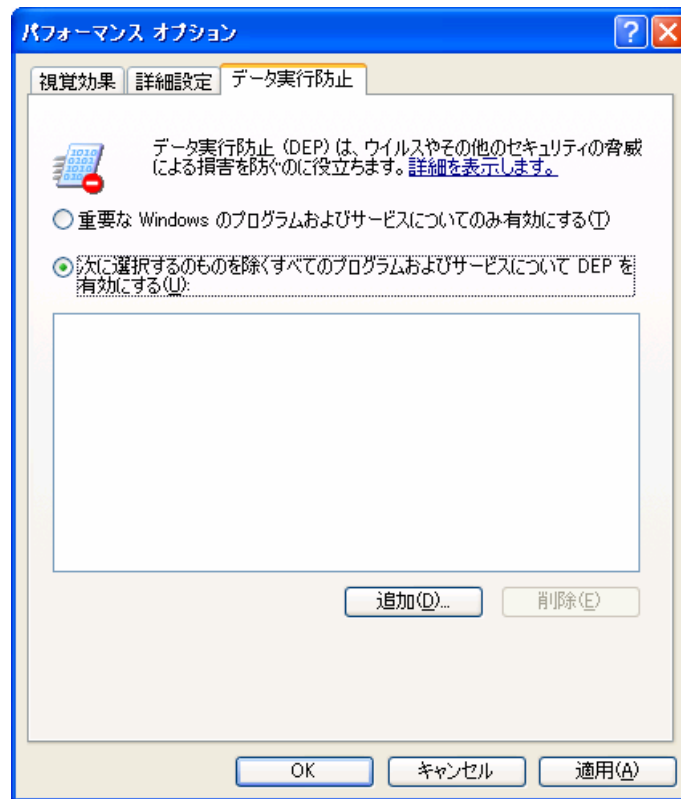 パフォーマンス オプション
視覚効果 詳細設定 データ実行防止
データ実行防止 (DEP) は、ウイルスやその他のセキュリティの脅威
による損害を防ぐのに役立ちます。詳細を表示します。
重要な Windows のプログラムおよびサービスについてのみ有効にする(T)
次に選択するのものを除くすべてのプログラムおよびサービスについて DEP を
有効にする(U):
追加(D)... 削除(E)
OK キャンセル 適用(A)